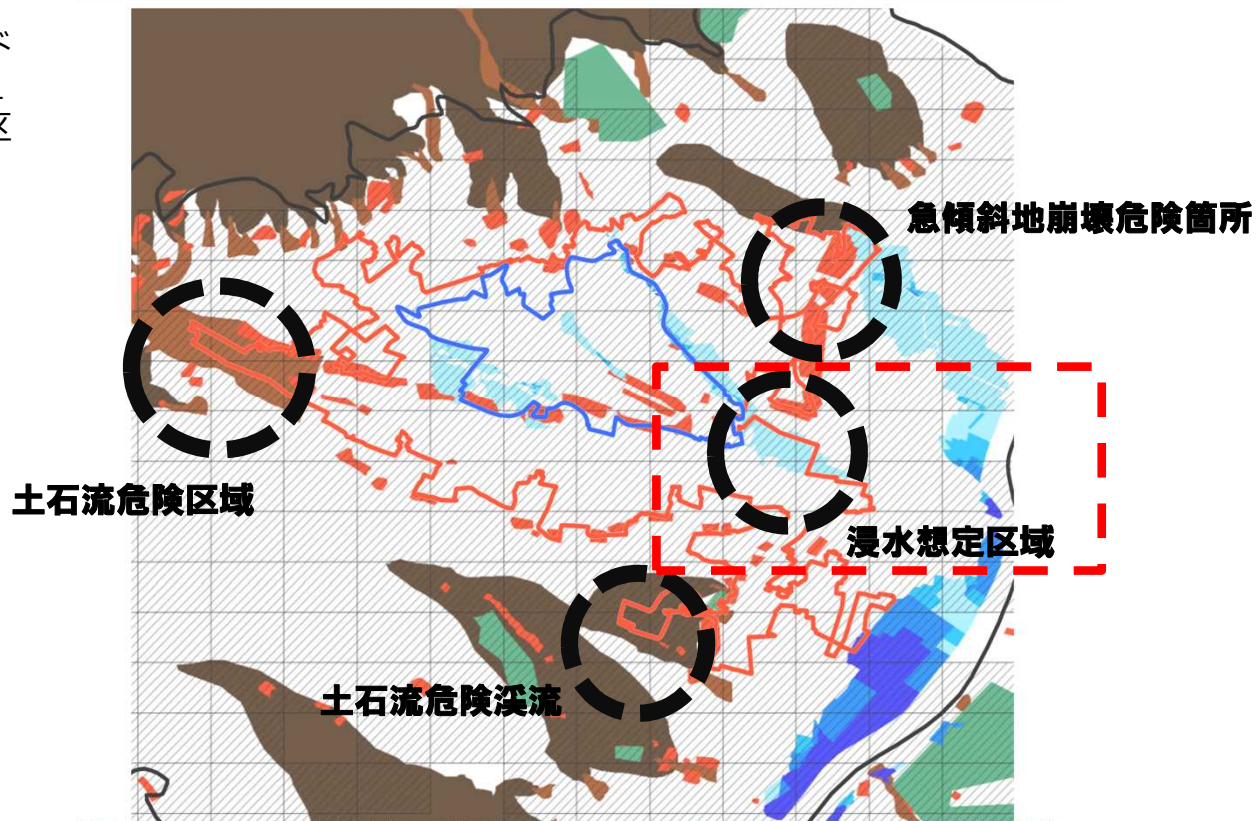 区
急傾斜地崩壊危険箇所
土石流危険区域
浸水想定区域
土石流危険渓流